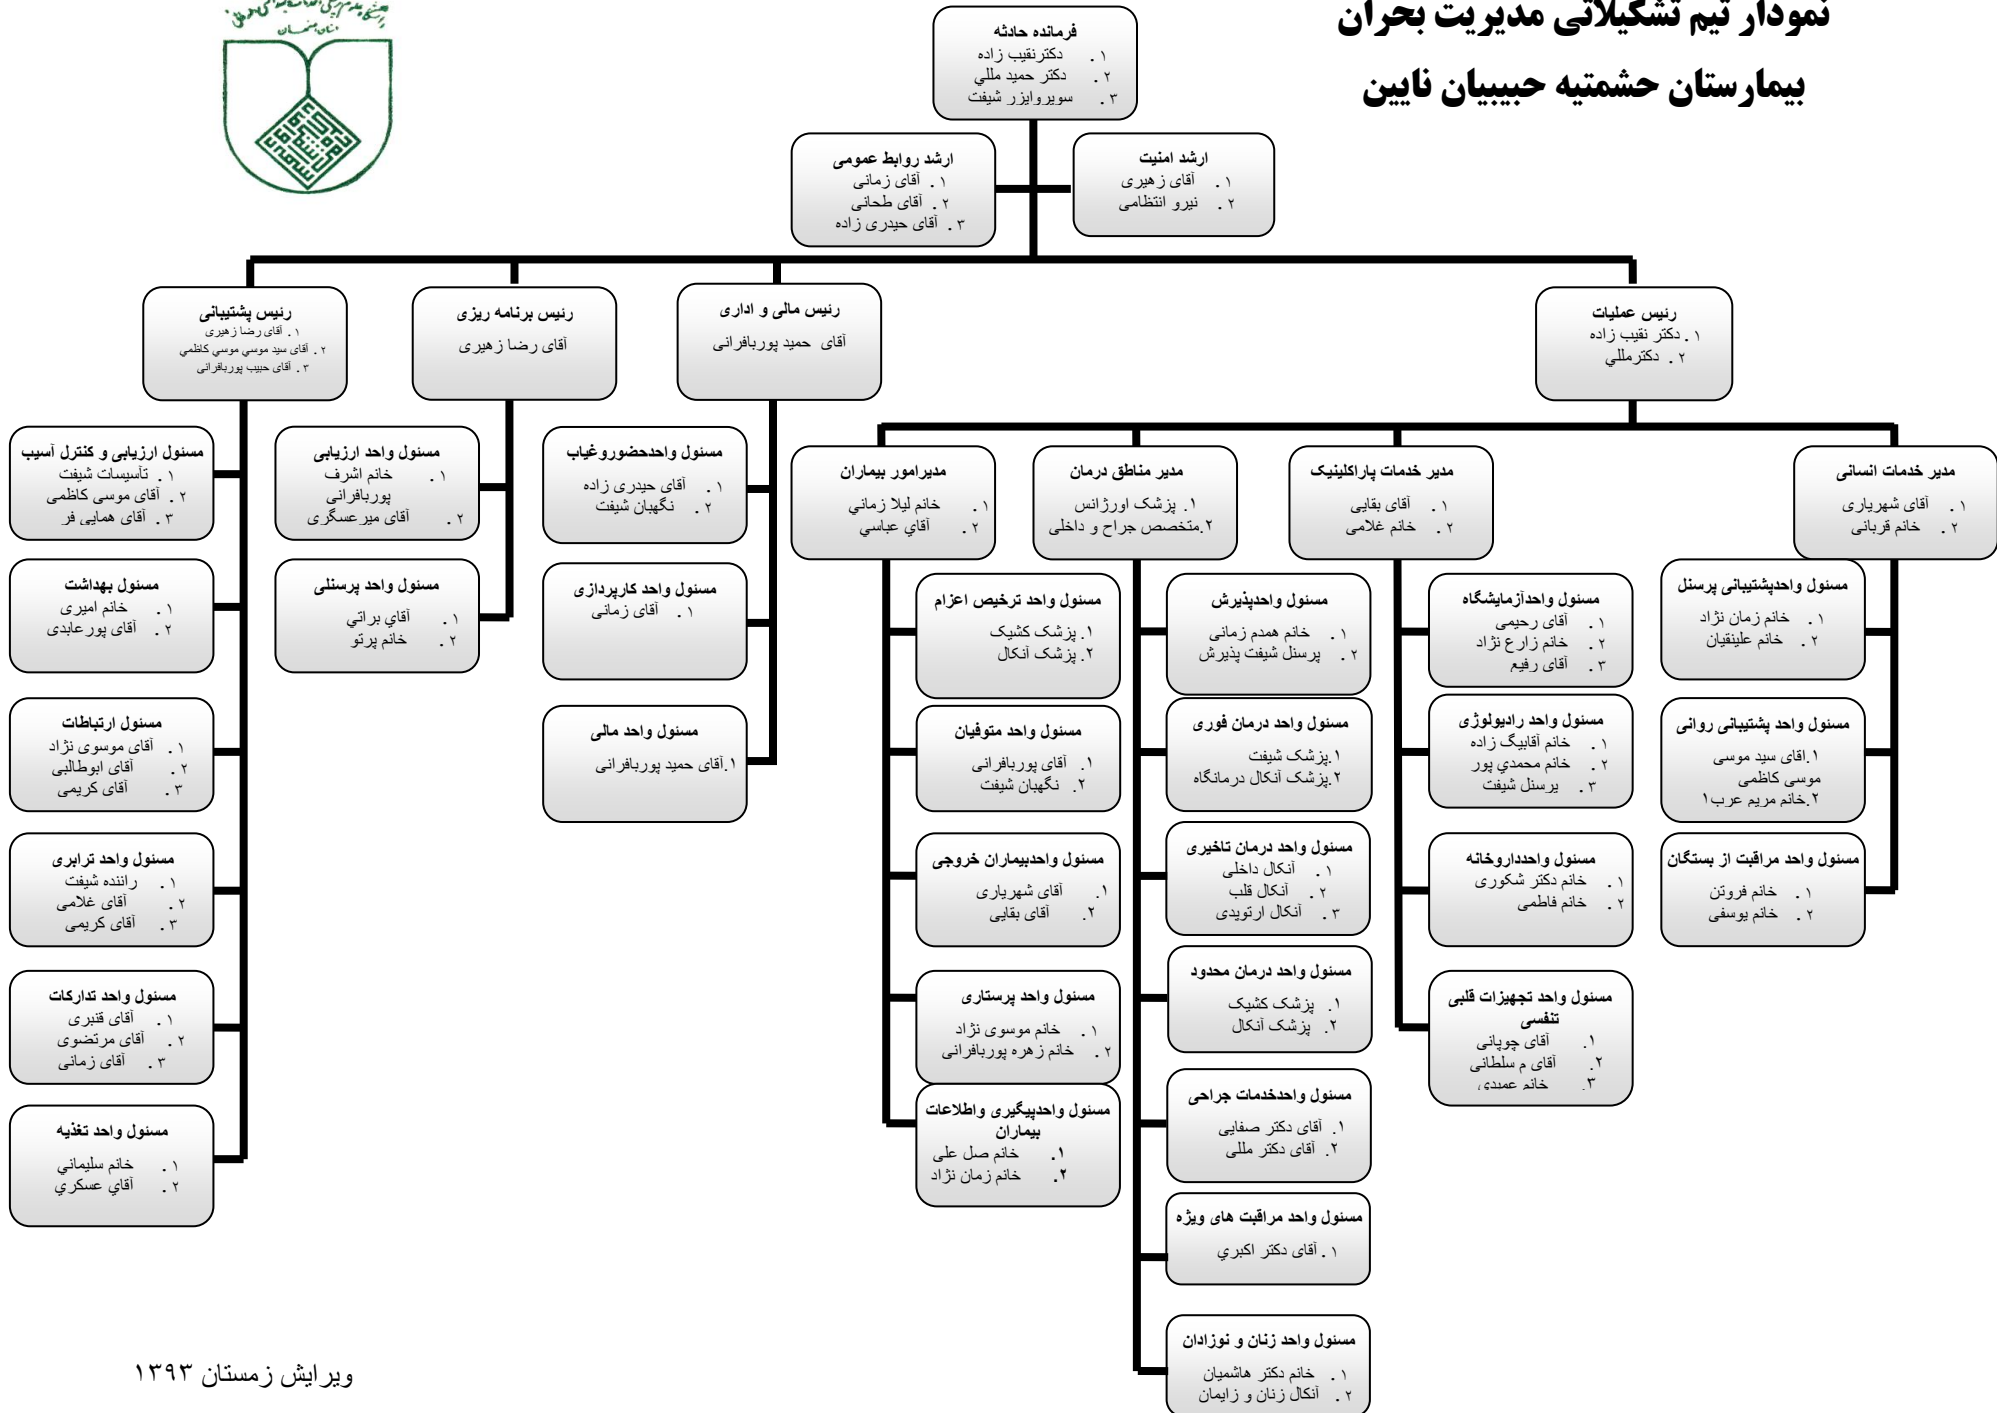 نمودار تیم تشکیلاتی مدیریت بحران
بیمارستان حشمتیه حبیبیان نایین
فرمانده حادثه
۱. دکترنقیب زاده
۲. دکتر حمید مللي
۳. سوپروایزر شیفت
ارشد امنیت
۱. آقای زهیری
۲. نیرو انتظامی
ارشد روابط عمومی
۱. آقای زمانی
۲. آقای طحانی
۳. آقای حیدری زاده
رئیس عملیات
۱. دکتر نقیب زاده
۲. دکترمللي
رئیس مالی و اداری
آقای حمید پوربافرانی
رئیس برنامه ریزی
آقای رضا زهیری
رئیس پشتیبانی
۱. آقای رضا زهیری
۲. آقای سید موسي موسي کاظمي
۳. آقای حبیب پوربافرانی
مدیر خدمات انسانی
۱. آقای شهریاری
۲. خانم قربانی
مدیر خدمات پاراکلینیک
۱. آقای بقایی
۲. خانم غلامی
مدیر مناطق درمان
۱. پزشک اورژانس
۲.متخصص جراح و داخلی
مدیرامور بیماران
۱. خانم لیلا زماني
۲. آقاي عباسي
مسئول واحدحضوروغیاب
۱. آقای حیدری زاده
۲. نگهبان شیفت
مسئول واحد ارزیابی
۱. خانم اشرف
پوربافرانی
۲. آقای میرعسگری
مسئول ارزیابی و کنترل آسیب
۱. تأسیسات شیفت
۲. آقای موسی کاظمی
۳. آقای همایی فر
مسئول واحدپشتیبانی پرسنل
۱. خانم زمان نژاد
۲. خانم علینقیان
مسئول واحدآزمایشگاه
۱. آقای رحیمی
۲. خانم زارع نژاد
۳. آقای رفیع
مسئول واحدپذیرش
۱. خانم همدم زمانی
۲. پرسنل شیفت پذیرش
مسئول واحد ترخیص اعزام
۱. پزشک کشیک
۲. پزشک آنکال
مسئول واحد کارپردازی
۱. آقای زمانی
مسئول واحد پرسنلی
۱. آقاي براتي
۲. خانم پرتو
مسئول بهداشت
۱. خانم امیری
۲. آقای پورعابدی
مسئول واحد پشتیبانی روانی
۱.اقای سید موسی
موسی کاظمی
۲.خانم مریم عرب۱
مسئول واحد رادیولوژی
۱. خانم آقابیگ زاده
۲. خانم محمدي پور
۳. پرسنل شیفت
مسئول واحد درمان فوری
۱.پزشک شیفت
۲.پزشک آنکال درمانگاه
مسئول واحد متوفیان
۱. آقای پوربافرانی
۲. نگهبان شیفت
مسئول واحد مالی
۱.آقای حمید پوربافرانی
مسئول ارتباطات
۱. آقای موسوی نژاد
۲. آقای ابوطالبی
۳. آقای کریمی
مسئول واحد مراقبت از بستگان
۱. خانم فروتن
۲. خانم یوسفی
مسئول واحدداروخانه
۱. خانم دکتر شکوری
۲. خانم فاطمی
مسئول واحد درمان تاخیری
۱. آنکال داخلی
۲. آنکال قلب
۳. آنکال ارتوپدی
مسئول واحدبیماران خروجی
۱. آقای شهریاری
۲. آقای بقایی
مسئول واحد ترابری
۱. راننده شیفت
۲. آقای غلامی
۳. آقای کریمی
مسئول واحد تجهیزات قلبی
تنفسی
۱. آقای چوپانی
۲. آقای م سلطانی
۳. خانم عمیدی
مسئول واحد درمان محدود
۱. پزشک کشیک
۲. پزشک آنکال
مسئول واحد پرستاری
۱. خانم موسوی نژاد
۲. خانم زهره پوربافرانی
مسئول واحد تدارکات
۱. آقای قنبری
۲. آقای مرتضوی
۳. آقای زمانی
مسئول واحدخدمات جراحی
۱. آقای دکتر صفایی
۲. آقای دکتر مللی
مسئول واحدپیگیری واطلاعات
بیماران
۱. خانم صل علی
۲. خانم زمان نژاد
مسئول واحد تغذیه
۱. خانم سلیماني
۲. آقاي عسکري
مسئول واحد مراقبت های ویژه
۱. آقای دکتر اکبري
مسئول واحد زنان و نوزادان
۱. خانم دکتر هاشمیان
۲. آنکال زنان و زایمان
ویرایش زمستان ۱۳۹۳